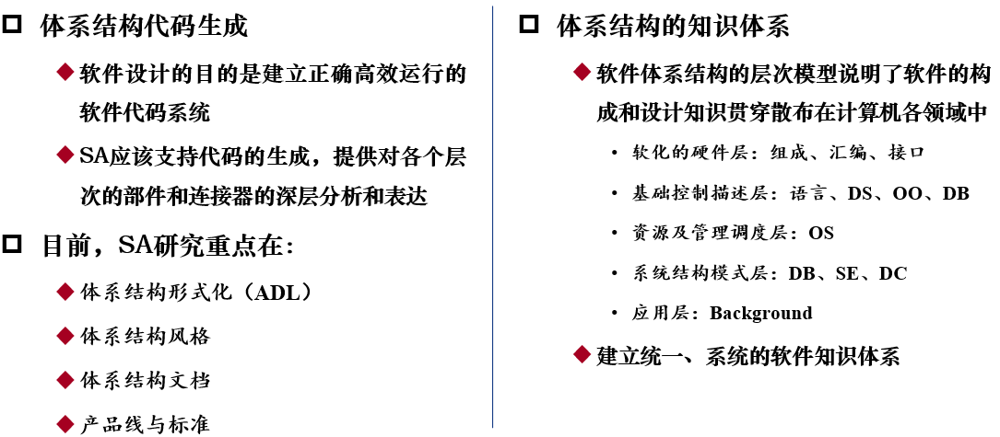 体系结构代码生成
软件设计的目的是建立正确高效运行的
软件代码系统
SA应该支持代码的生成，提供对各个层
次的部件和连接器的深层分析和表达
目前，SA研究重点在：
体系结构形式化（ADL）
体系结构风格
体系结构文档
产品线与标准
体系结构的知识体系
软件体系结构的层次模型说明了软件的构
成和设计知识贯穿散布在计算机各领域中
• 软化的硬件层：组成、汇编、接口
• 基础控制描述层：语言、DS、OO、DB
• 资源及管理调度层：OS
• 系统结构模式层：DB、SE、DC
• 应用层：Background
建立统一、系统的软件知识体系